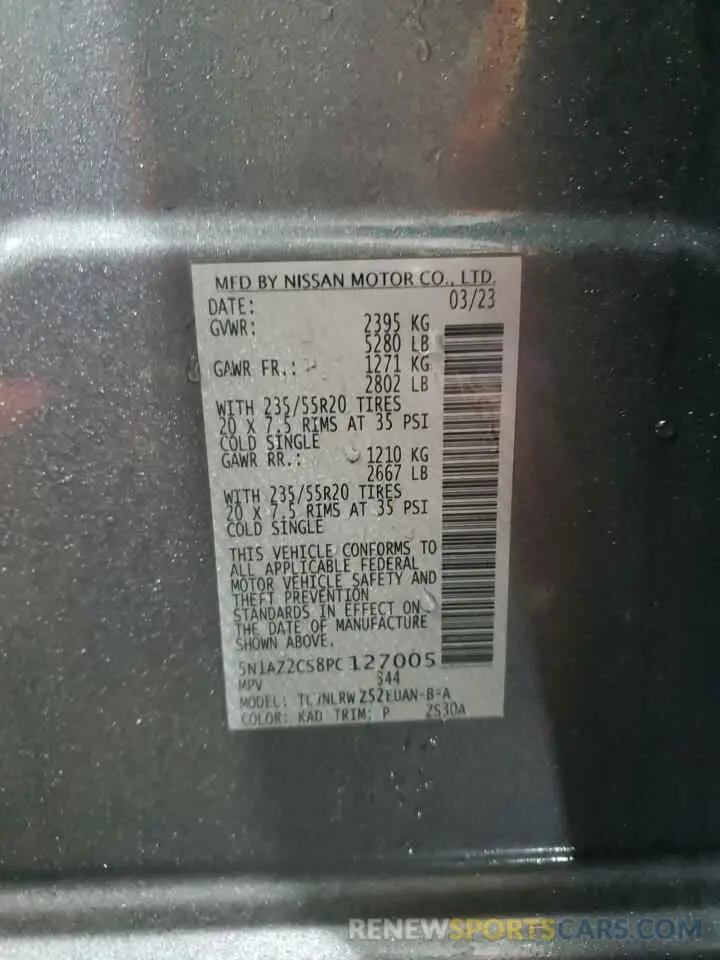 MFD BY NISSAN MOTOR CO., LTD.
DATE: 03/23
GVWR: 2395 KG
5280 LB
GAWR FR.: 1271 KG
2802 LB
WITH 235/55R20 TIRES
20 X 7.5 RIMS AT 35 PSI
COLD SINGLE
GAWR RR.: 1210 KG
2667 LB
WITH 235/55R20 TIRES
20 X 7.5 RIMS AT 35 PSI
COLD SINGLE
THIS VEHICLE CONFORMS TO
ALL APPLICABLE FEDERAL
MOTOR VEHICLE SAFETY AND
THEFT PREVENTION
STANDARDS IN EFFECT ON
THE DATE OF MANUFACTURE
SHOWN ABOVE.
5N1AZ2CS8PC127005
MPV S44
MODEL:
COLOR: KAD TRIM: P ZS30A
RENEWSPORTSCARS.COM